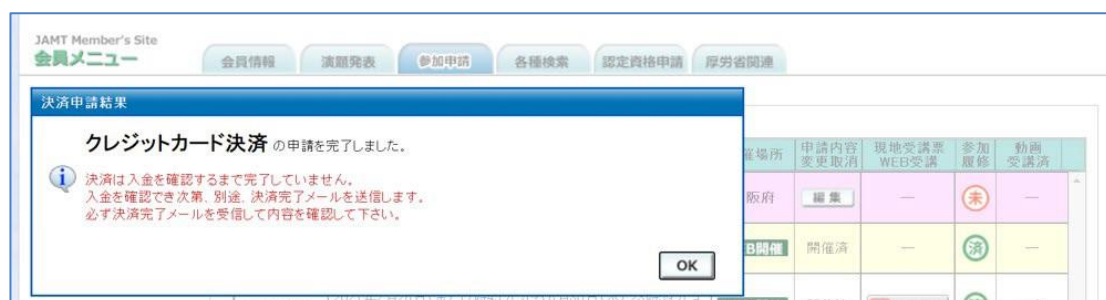 JAMT Member's Site
会員メニュー
会員情報 演題発表 参加申請 各種検索 認定資格申請 厚労省関連
決済申請結果
クレジットカード決済 の申請を完了しました。
決済は入金を確認するまで完了していません。
入金を確認でき次第、別途、決済完了メールを送信します。
必ず決済完了メールを受信して内容を確認して下さい。
OK
催場所 申請内容 現地受講票 参加 動画
変更取消 WEB受講 履修 受講済
阪府 編集 — 未 —
B開催 開催済 — 済 —